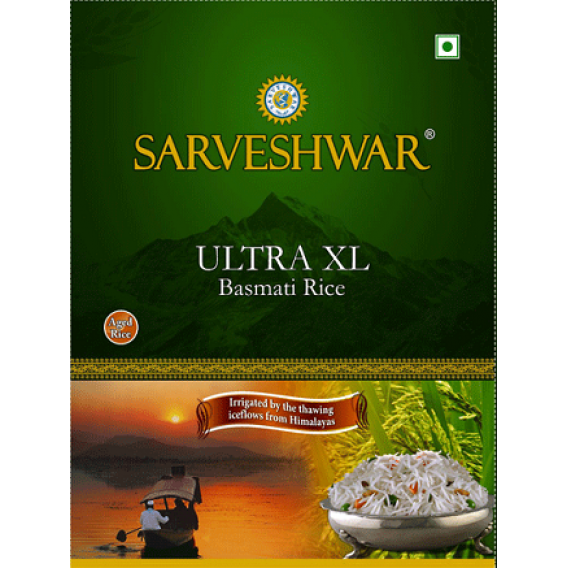 SARVESHWAR®
ULTRA XL
Basmati Rice
Aged
Rice
Irrigated by the thawing
iceflows from Himalayas